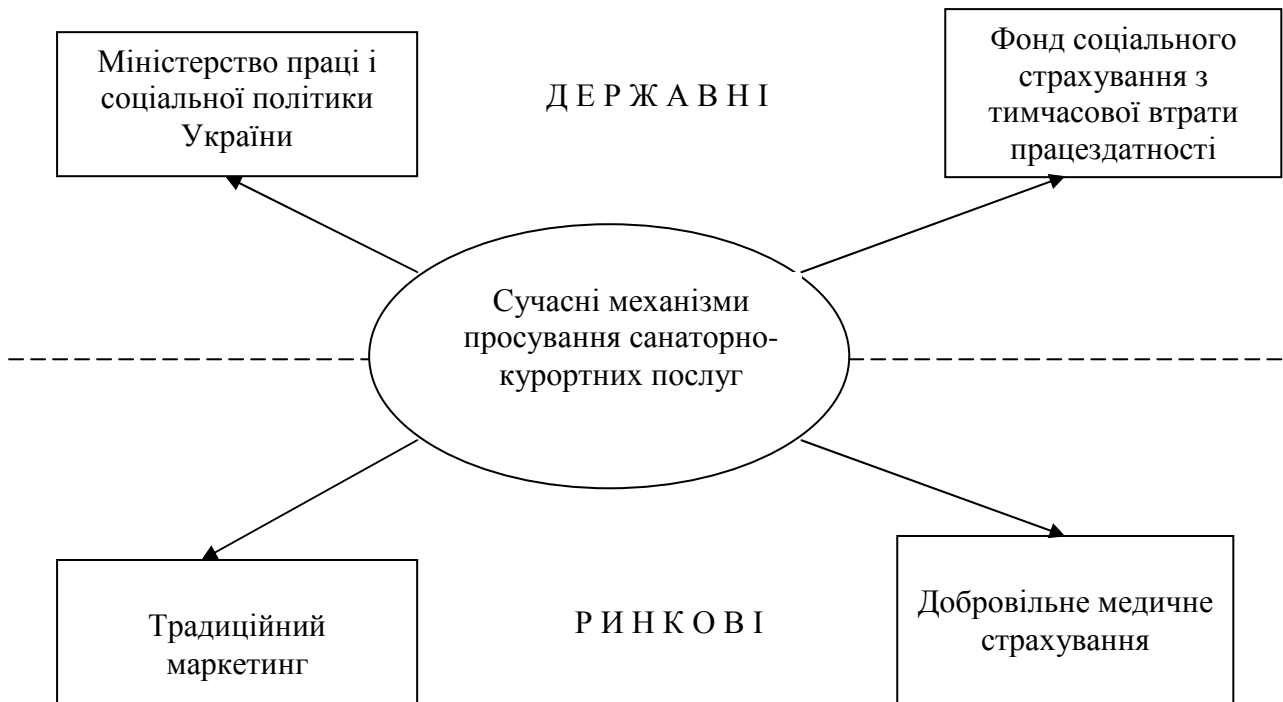 Міністерство праці і
соціальної політики
України
Д Е Р Ж А В Н І
Фонд соціального
страхування з
тимчасової втрати
працездатності
Сучасні механізми
просування санаторно-
курортних послуг
Традиційний
маркетинг
Р И Н К О В І
Добровільне медичне
страхування